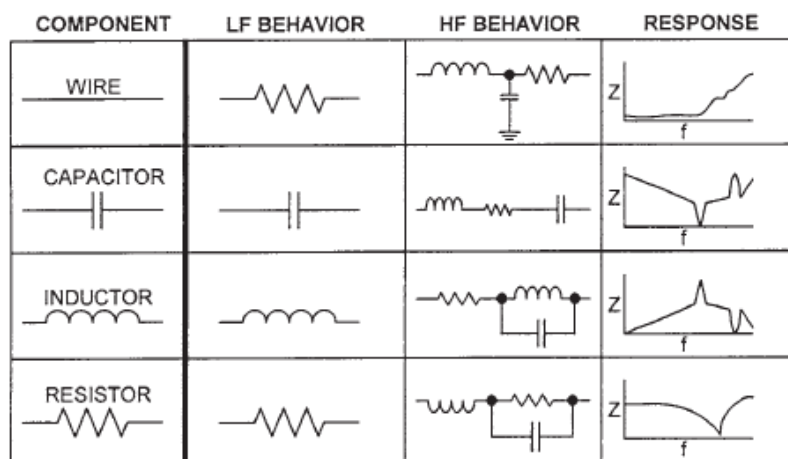 COMPONENT LF BEHAVIOR HF BEHAVIOR RESPONSE
WIRE
Z
f
CAPACITOR
Z
f
INDUCTOR
Z
f
RESISTOR
Z
f